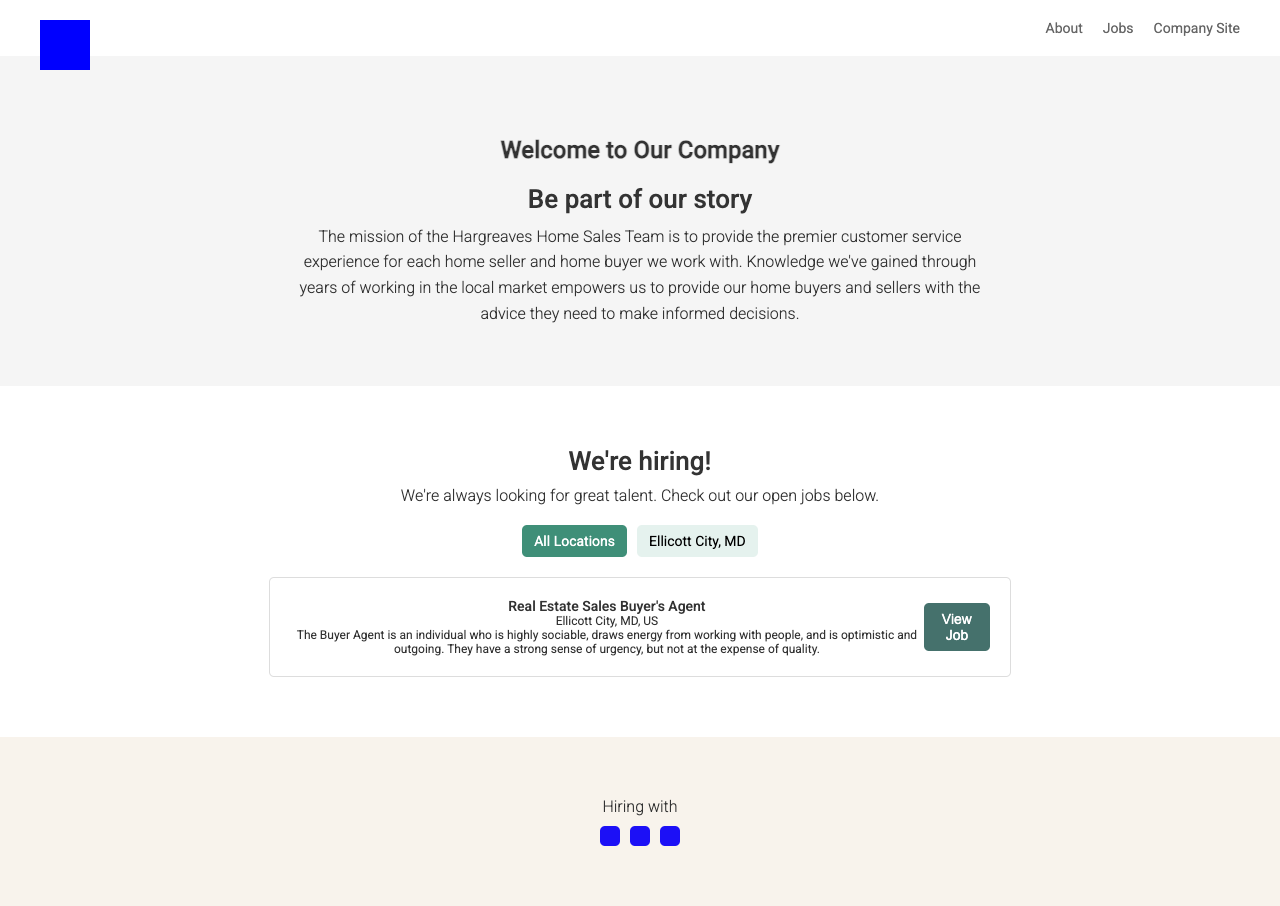 About
Jobs
Company Site
Welcome to Our Company
Be part of our story
The mission of the Hargreaves Home Sales Team is to provide the premier customer service
experience for each home seller and home buyer we work with. Knowledge we've gained through
years of working in the local market empowers us to provide our home buyers and sellers with the
advice they need to make informed decisions.
We're hiring!
We're always looking for great talent. Check out our open jobs below.
All Locations
Ellicott City, MD
Real Estate Sales Buyer's Agent
Ellicott City, MD, US
The Buyer Agent is an individual who is highly sociable, draws energy from working with people, and is optimistic and
outgoing. They have a strong sense of urgency, but not at the expense of quality.
View
Job
Hiring with